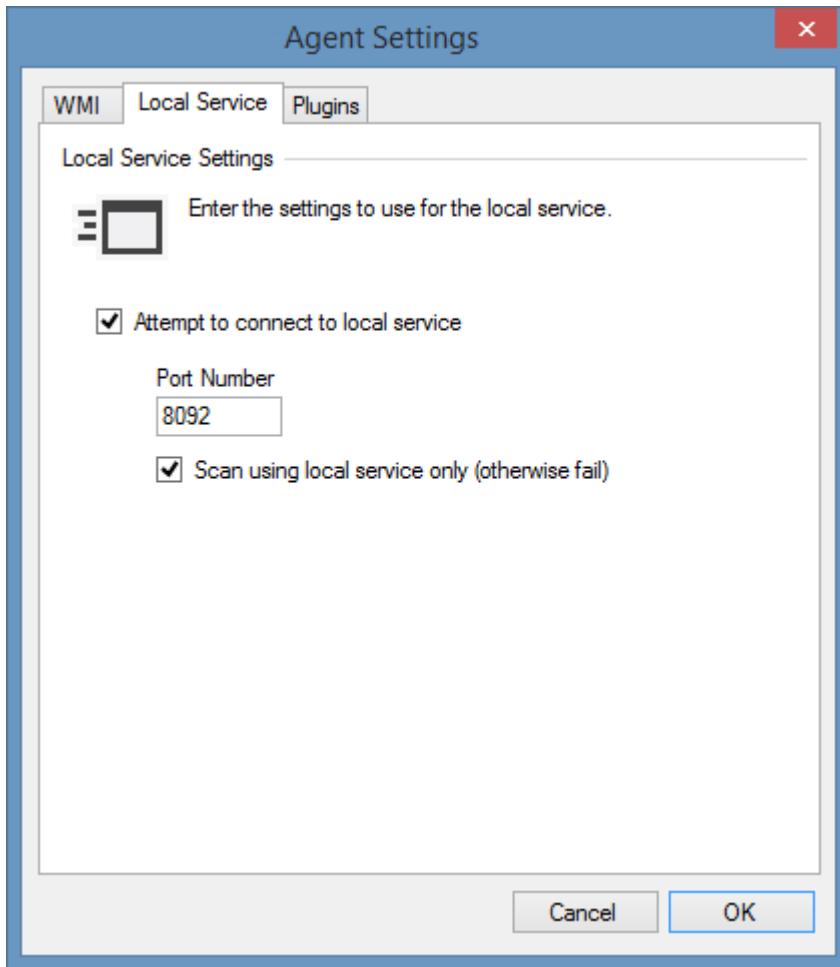 Agent Settings
WMI
Local Service
Plugins
Local Service Settings
Enter the settings to use for the local service.
Attempt to connect to local service
Port Number
8092
Scan using local service only (otherwise fail)
Cancel
OK